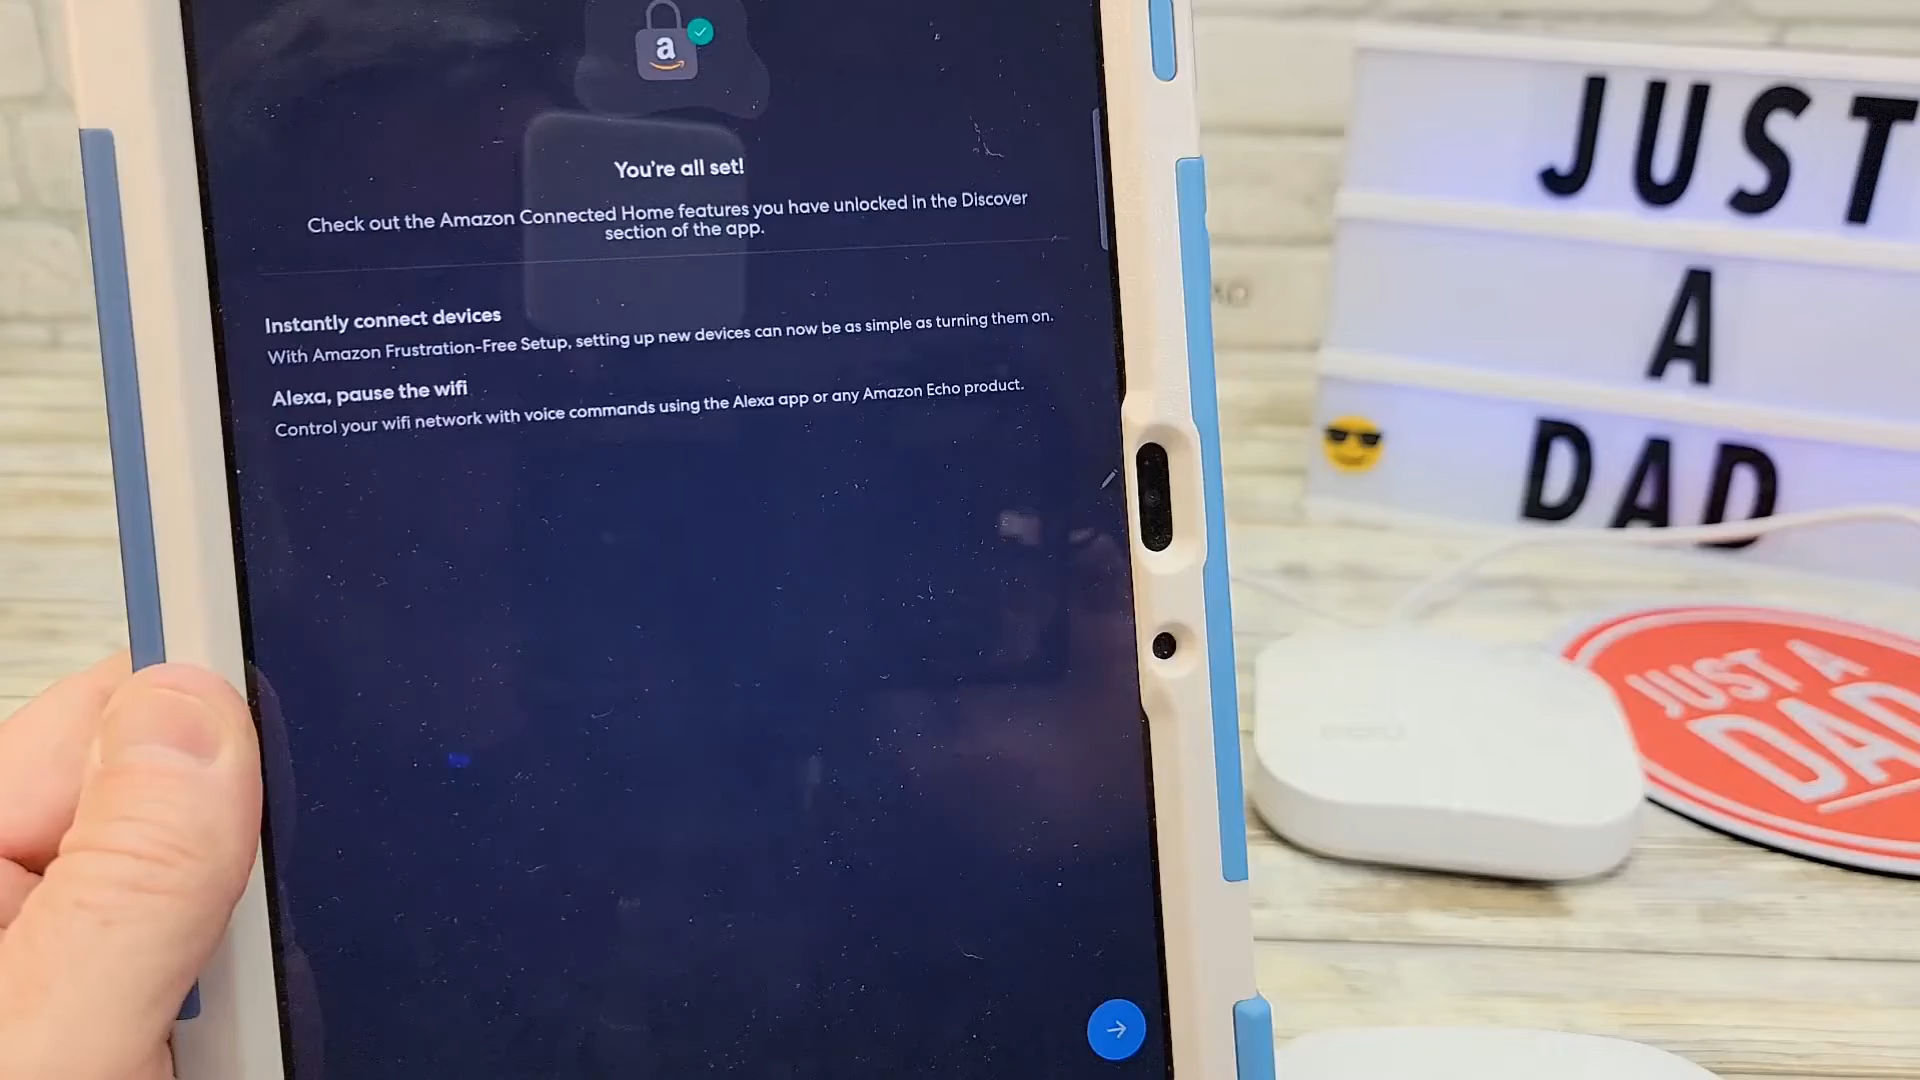 a
You're all set!
Check out the Amazon Connected Home features you have unlocked in the Discover
section of the app.
Instantly connect devices
With Amazon Frustration-Free Setup, setting up new devices can now be as simple as turning them on.
Alexa, pause the wifi
Control your wifi network with voice commands using the Alexa app or any Amazon Echo product.
JUST
A
DAD
eero
JUST A
DAD